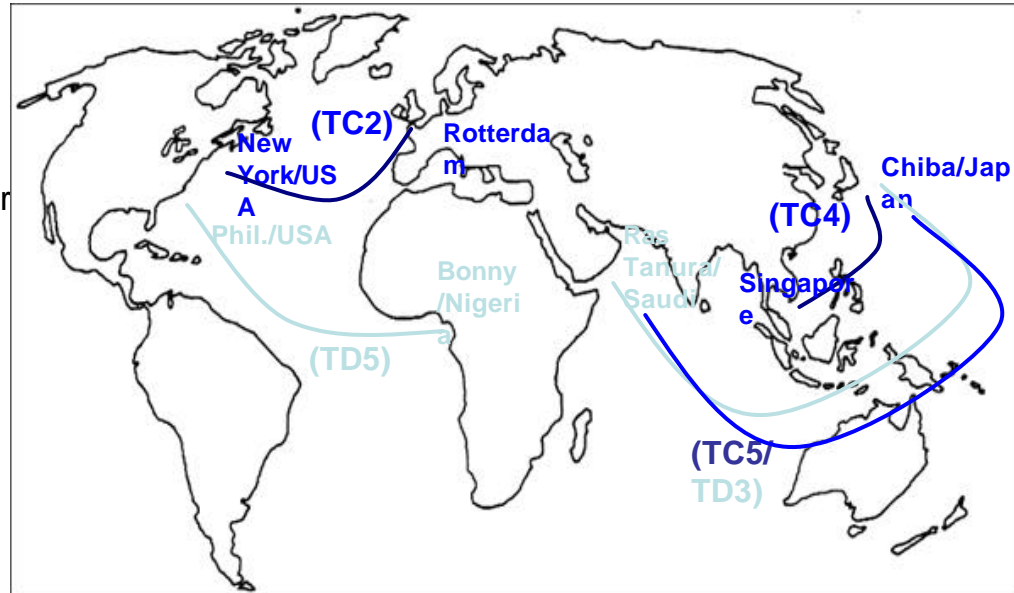 (TC2)
New
York/US
A
Rotterda
m
r
Phil./USA
Bonny
/Nigeri
a
(TD5)
Ras
Tanura/
Saudi
Chiba/Jap
an
(TC4)
Singapor
e
(TC5/
TD3)